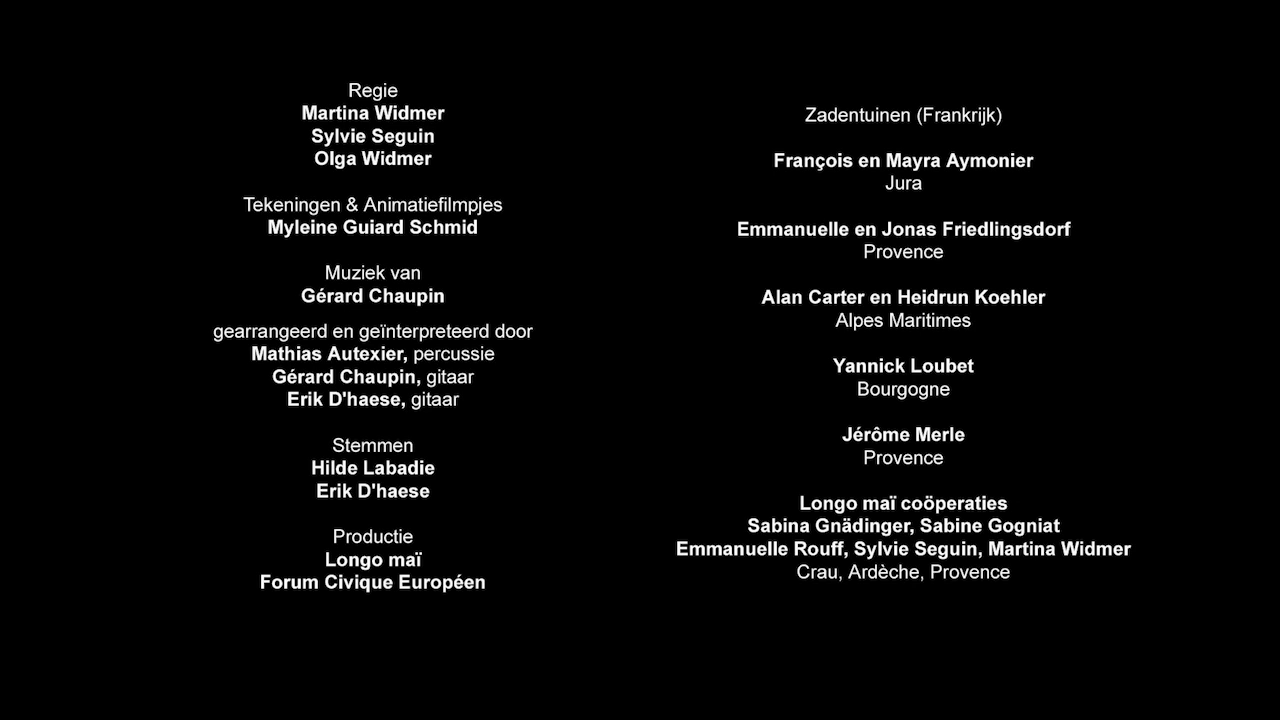 Regie
Martina Widmer
Sylvie Seguin
Olga Widmer
Tekeningen & Animatiefilmpjes
Myleine Guiard Schmid
Muziek van
Gérard Chaupin
gearrangeerd en geïnterpreteerd door
Mathias Autexier, percussie
Gérard Chaupin, gitaar
Erik D'haese, gitaar
Stemmen
Hilde Labadie
Erik D'haese
Productie
Longo maï
Forum Civique Européen
Zadentuinen (Frankrijk)
François en Mayra Aymonier
Jura
Emmanuelle en Jonas Friedlingsdorf
Provence
Alan Carter en Heidrun Koehler
Alpes Maritimes
Yannick Loubet
Bourgogne
Jérôme Merle
Provence
Longo maï coöperaties
Sabina Gnädinger, Sabine Gogniat
Emmanuelle Rouff, Sylvie Seguin, Martina Widmer
Crau, Ardèche, Provence